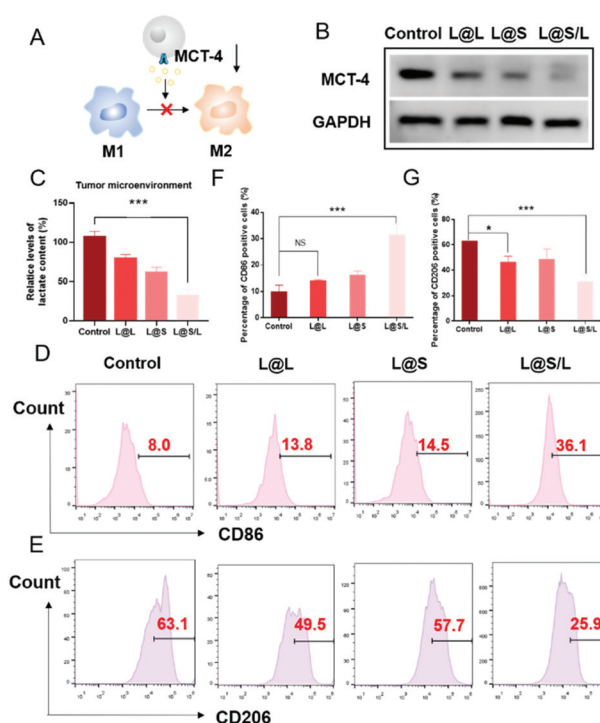 A
MCT-4
M1
M2
B
Control L@L L@S L@S/L
MCT-4
GAPDH
C
Tumor microenvironment
***
Relative levels of
lactate content (%)
150
100
50
0
Control L@L L@S L@S/L
F
Percentage of CD86 positive cells (%)
40
30
20
10
0
***
NS
Control L@L L@S L@S/L
G
Percentage of CD206 positive cells (%)
80
60
40
20
0
***
*
Control L@L L@S L@S/L
D
Control L@L L@S L@S/L
Count
8.0 13.8 14.5 36.1
CD86
E
Count
63.1 49.5 57.7 25.9
CD206